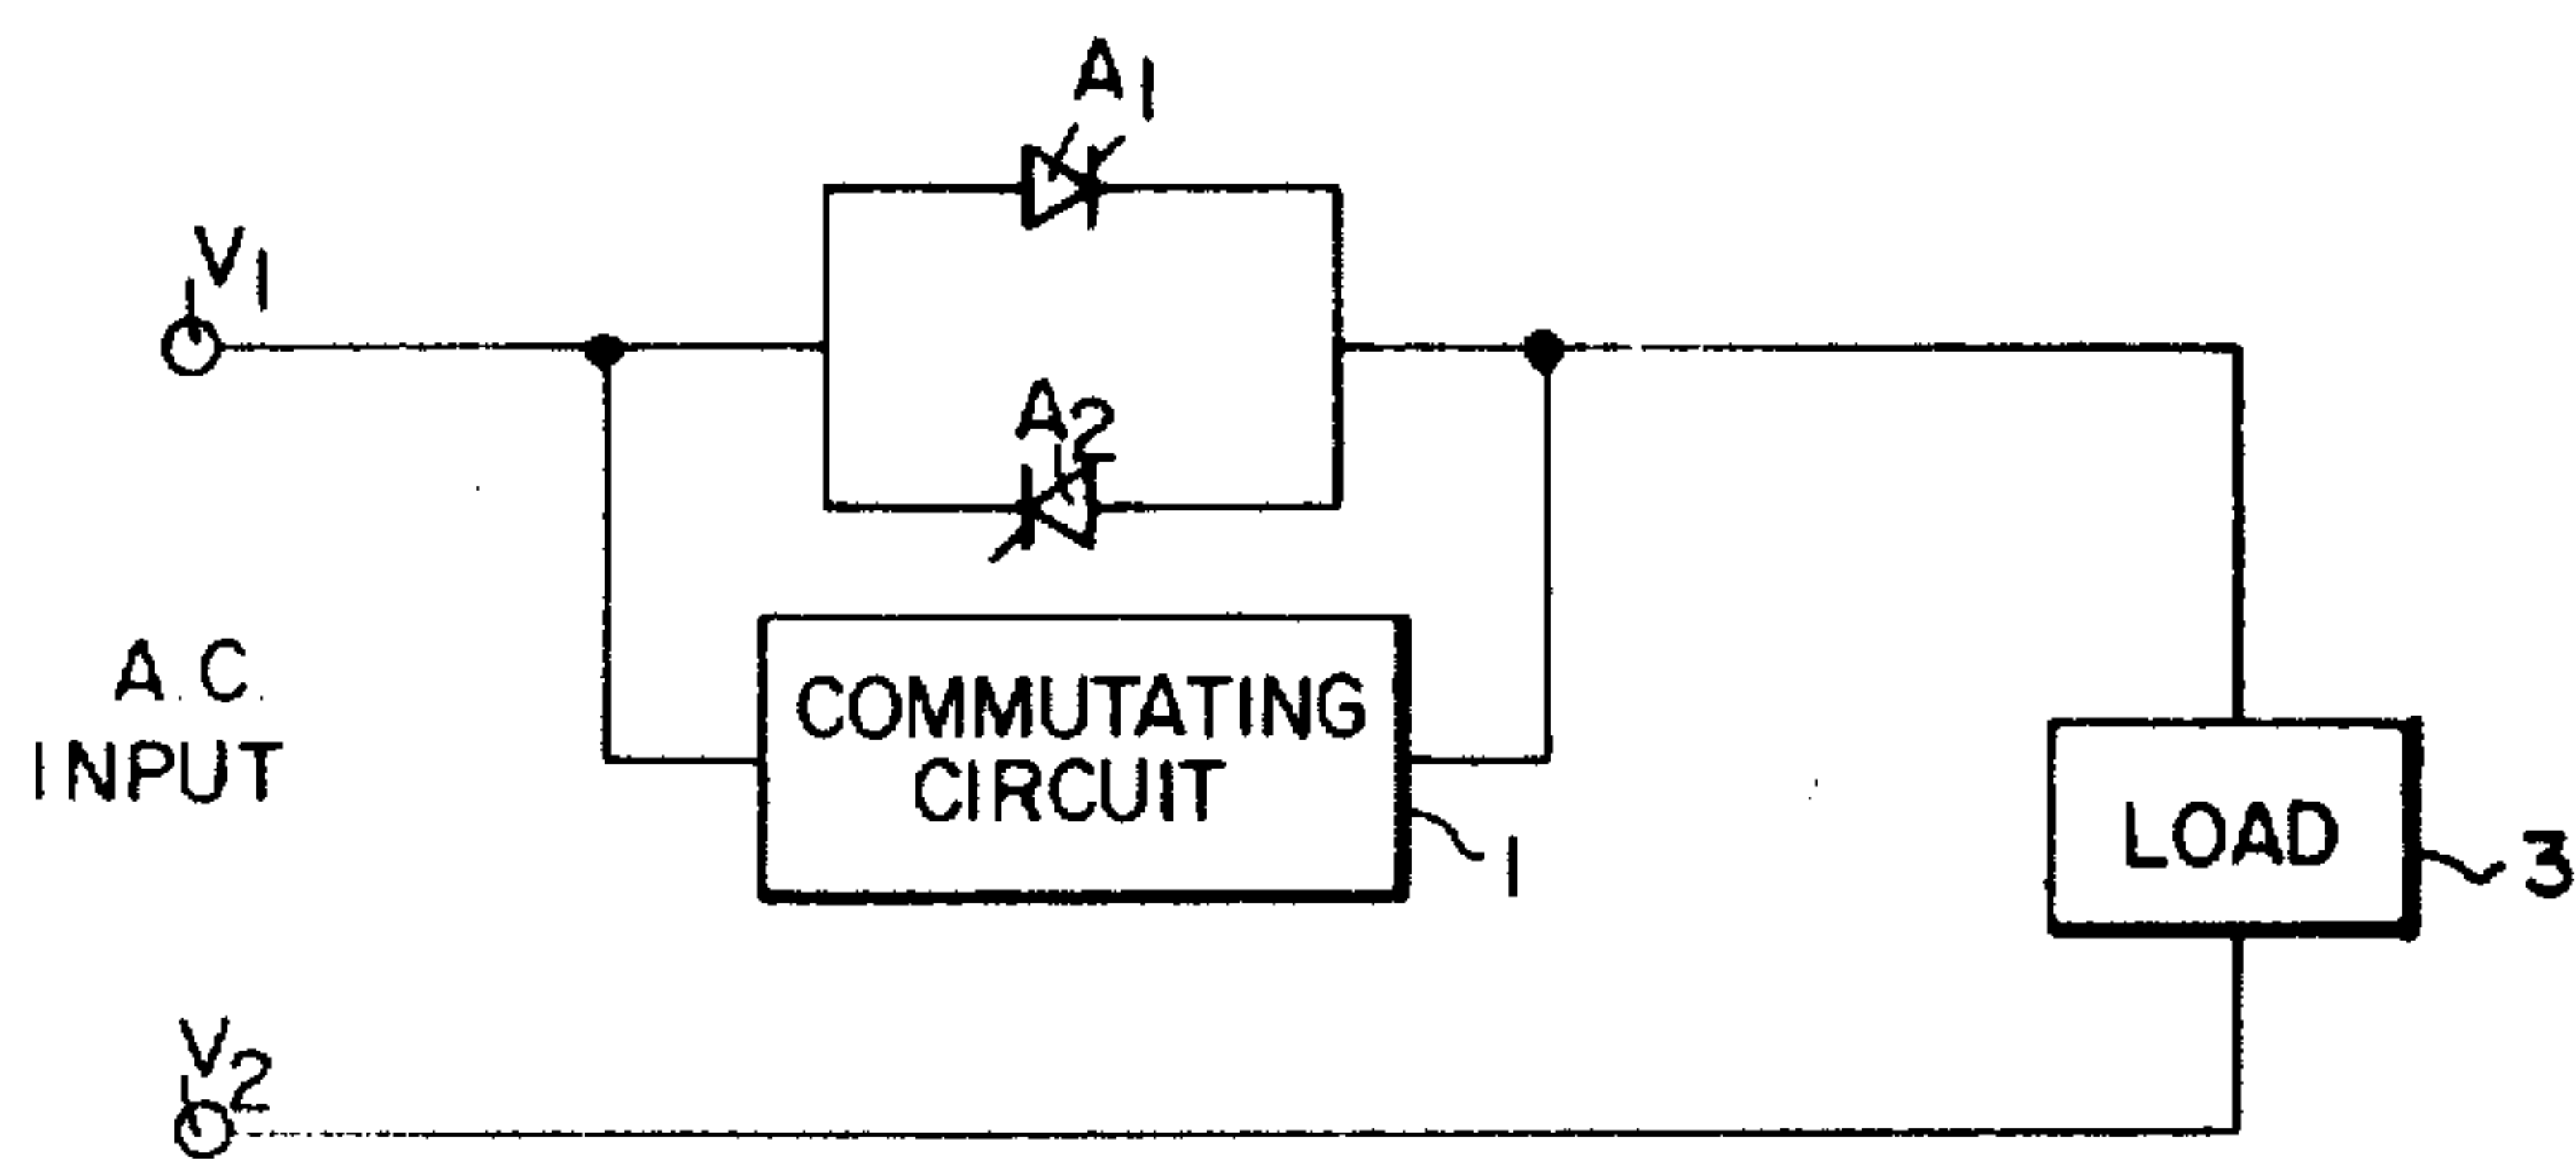 A1
V1
A2
A.C.
INPUT
COMMUTATING
CIRCUIT
1
LOAD
3
V2